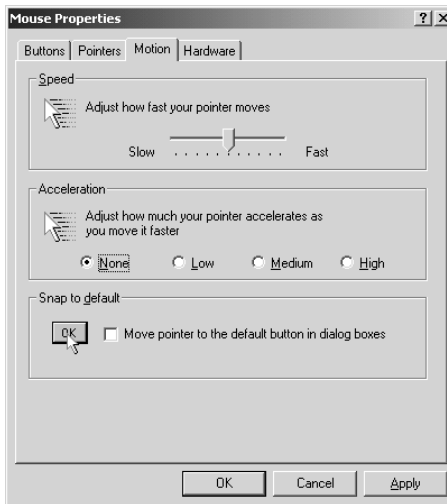 Mouse Properties
Buttons Pointers Motion Hardware
Speed
Adjust how fast your pointer moves
Slow Fast
Acceleration
Adjust how much your pointer accelerates as
you move it faster
None Low Medium High
Snap to default
OK Move pointer to the default button in dialog boxes
OK Cancel Apply